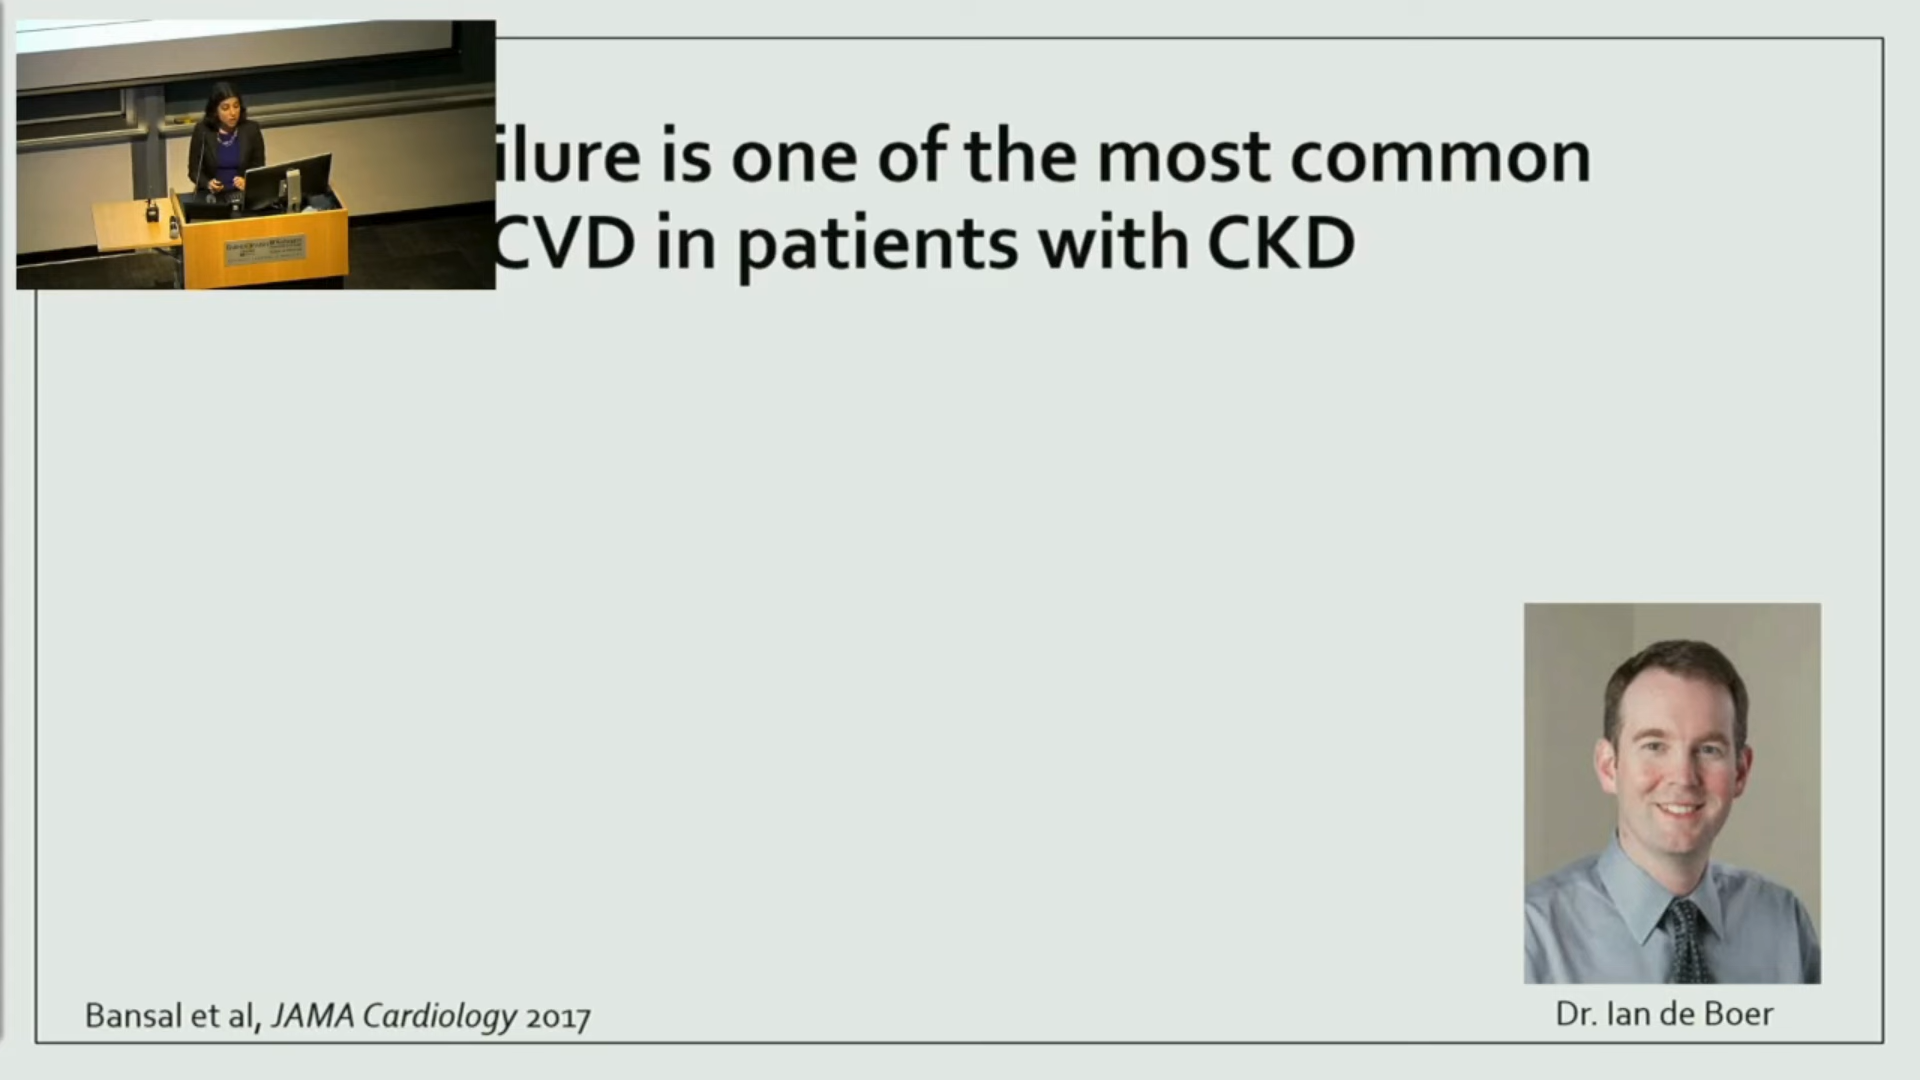 ilure is one of the most common
CVD in patients with CKD
Bansal et al, JAMA Cardiology 2017
Dr. Ian de Boer